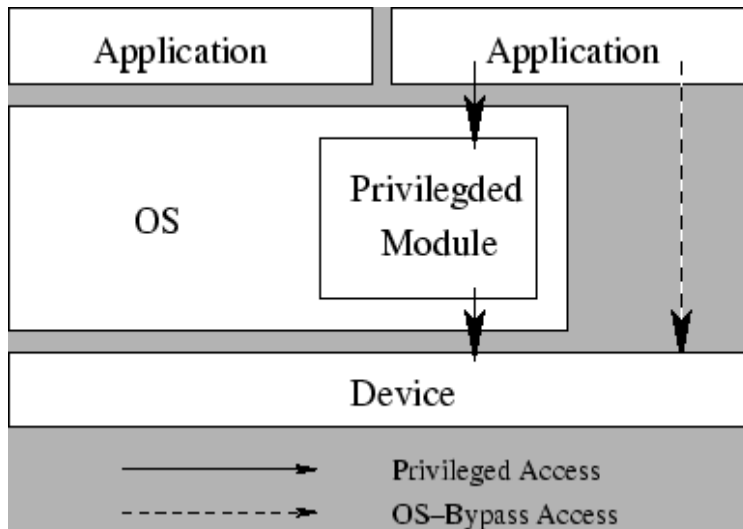 Application
Application
OS
Privilegded
Module
Device
Privileged Access
OS–Bypass Access